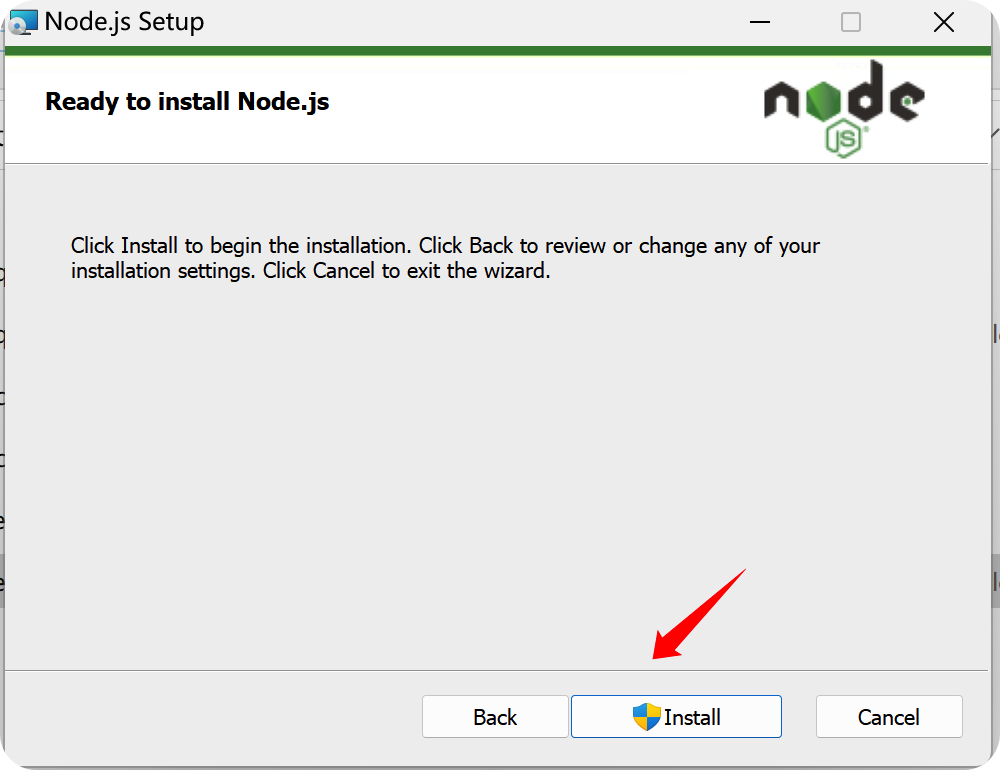 Node.js Setup
Ready to install Node.js
node
JS
Click Install to begin the installation. Click Back to review or change any of your
installation settings. Click Cancel to exit the wizard.
Back
Install
Cancel